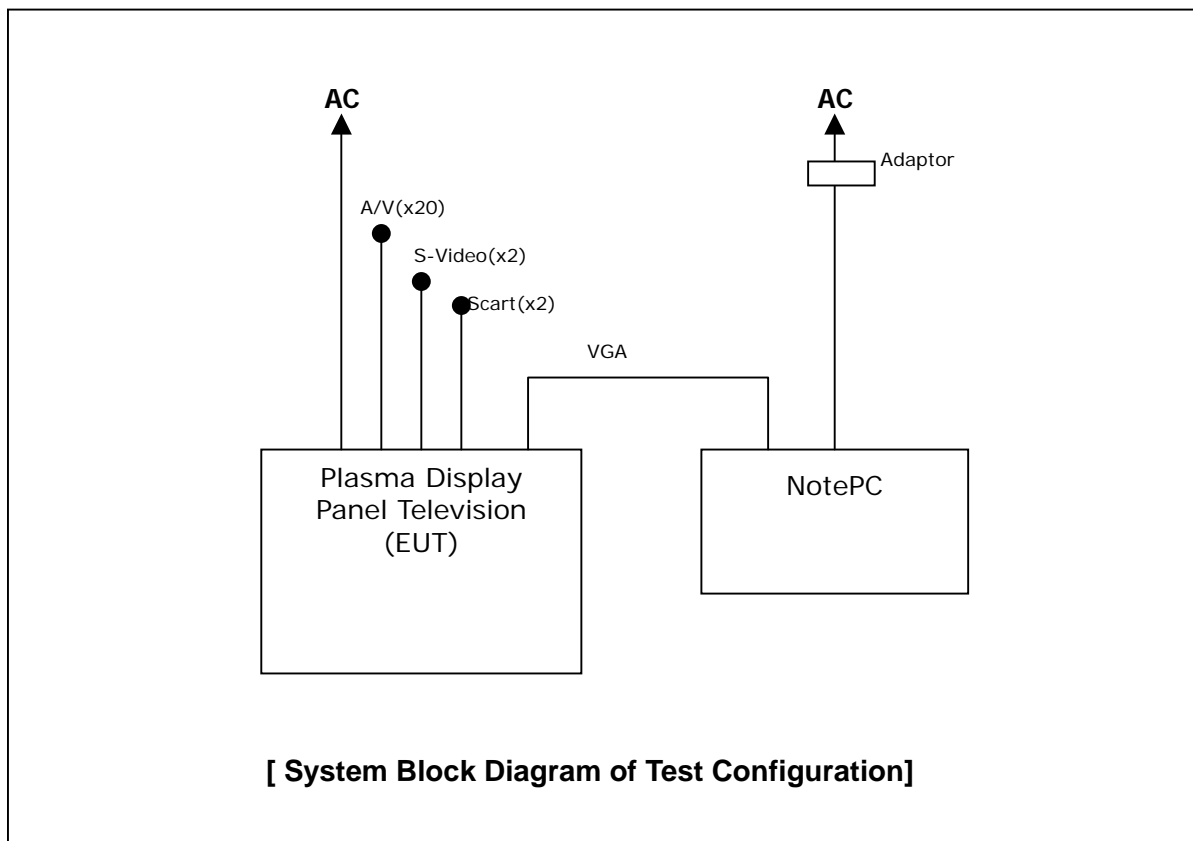 AC
AC
Adaptor
A/V(x20)
S-Video(x2)
Scart(x2)
VGA
Plasma Display
Panel Television
(EUT)
NotePC
[ System Block Diagram of Test Configuration]